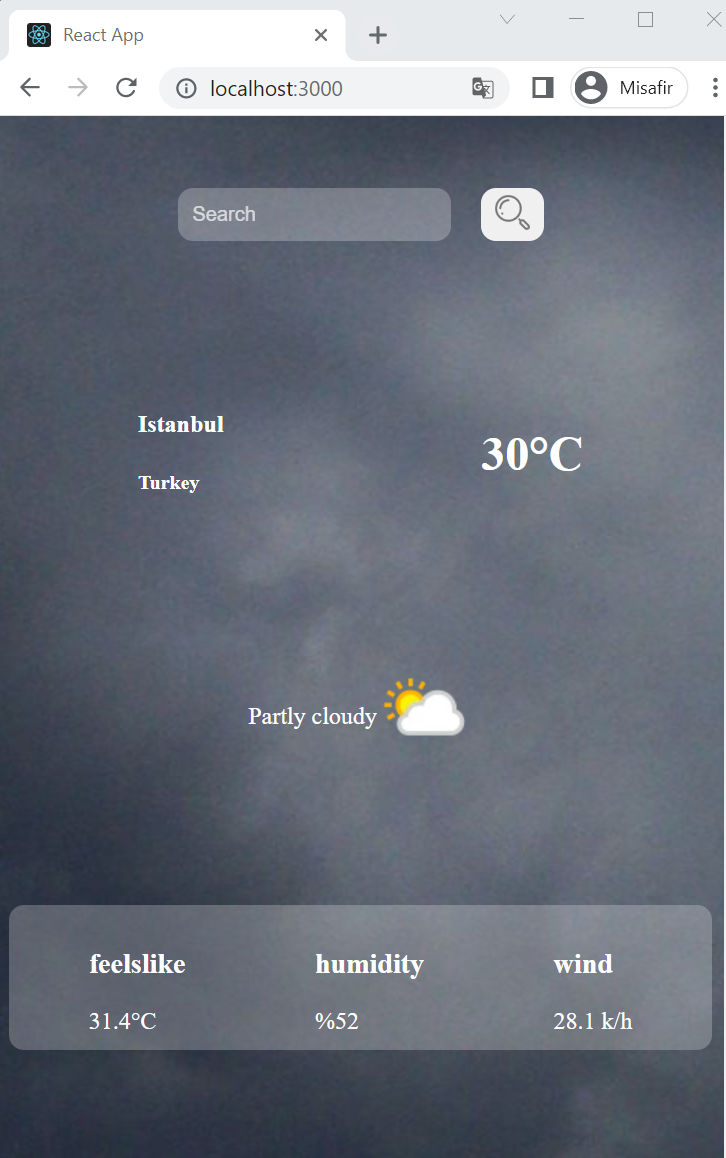 React App
localhost:3000
Misafir
Search
Istanbul
30°C
Turkey
Partly cloudy
feelslike humidity wind
31.4°C %52 28.1 k/h